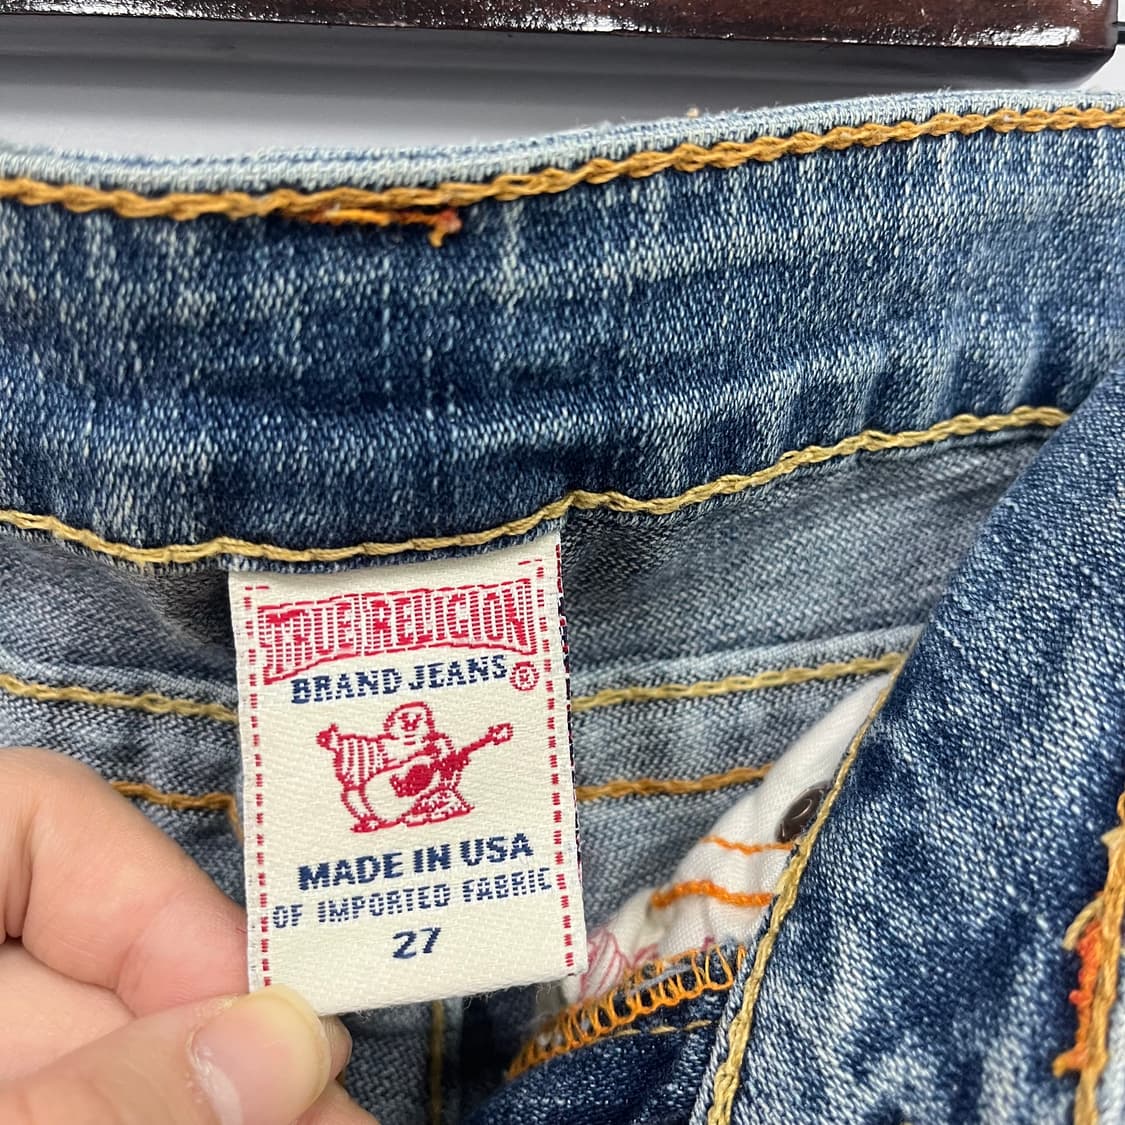 TRUE RELIGION
BRAND JEANS ®
MADE IN USA
OF IMPORTED FABRIC
27